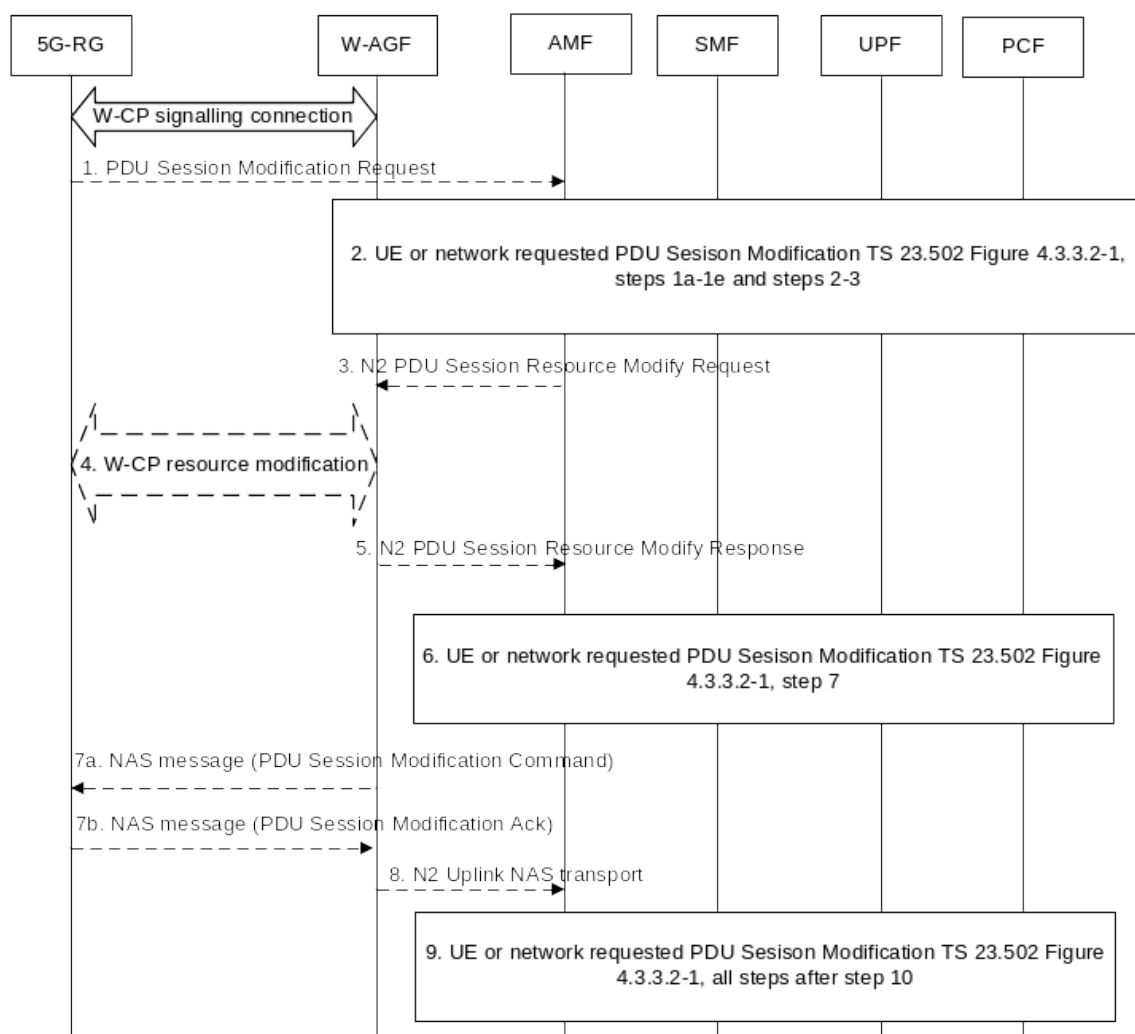 5G-RG W-AGF AMF SMF UPF PCF
W-CP signalling connection
1. PDU Session Modification Request
2. UE or network requested PDU Sesison Modification TS 23.502 Figure 4.3.3.2-1,
steps 1a-1e and steps 2-3
3. N2 PDU Session Resource Modify Request
4. W-CP resource modification
5. N2 PDU Session Resource Modify Response
6. UE or network requested PDU Sesison Modification TS 23.502 Figure
4.3.3.2-1, step 7
7a. NAS message (PDU Session Modification Command)
7b. NAS message (PDU Session Modification Ack)
8. N2 Uplink NAS transport
9. UE or network requested PDU Sesison Modification TS 23.502 Figure
4.3.3.2-1, all steps after step 10